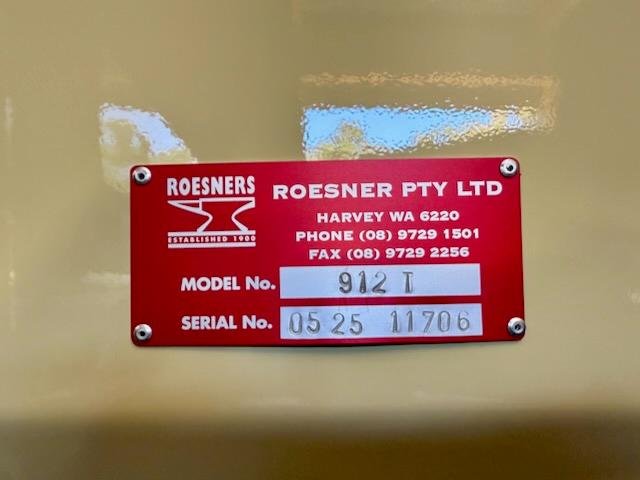 ROESNERS
ESTABLISHED 1900
ROESNER PTY LTD
HARVEY WA 6220
PHONE (08) 9729 1501
FAX (08) 9729 2256
MODEL No. 912 T
SERIAL No. 05 25 11706